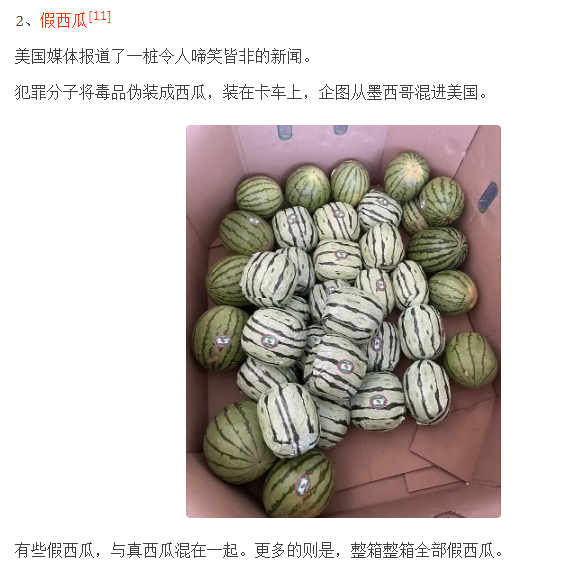 2、假西瓜[11]
美国媒体报道了一桩令人啼笑皆非的新闻。
犯罪分子将毒品伪装成西瓜，装在卡车上，企图从墨西哥混进美国。
有些假西瓜，与真西瓜混在一起。更多的则是，整箱整箱全部假西瓜。